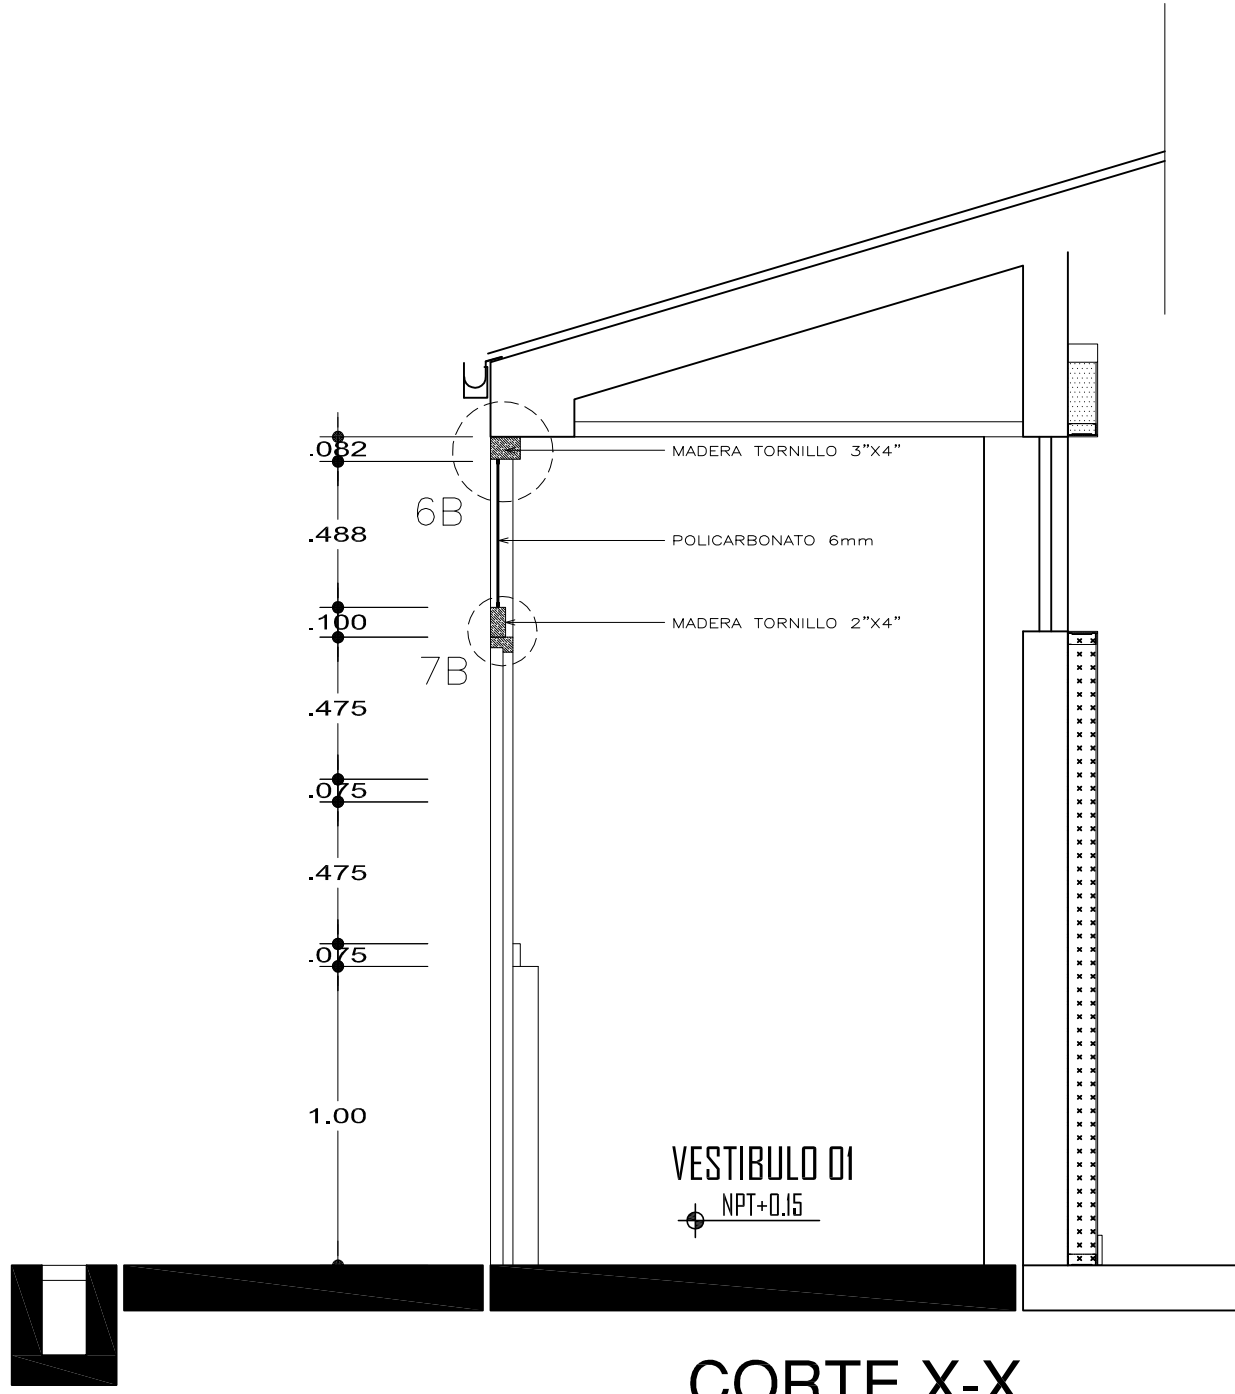 .082
MADERA TORNILLO 3"X4"
6B
.488
POLICARBONATO 6mm
.100
MADERA TORNILLO 2"X4"
7B
.475
.075
.475
.075
1.00
VESTIBULO 01
NPT+0.15
CORTE X-X